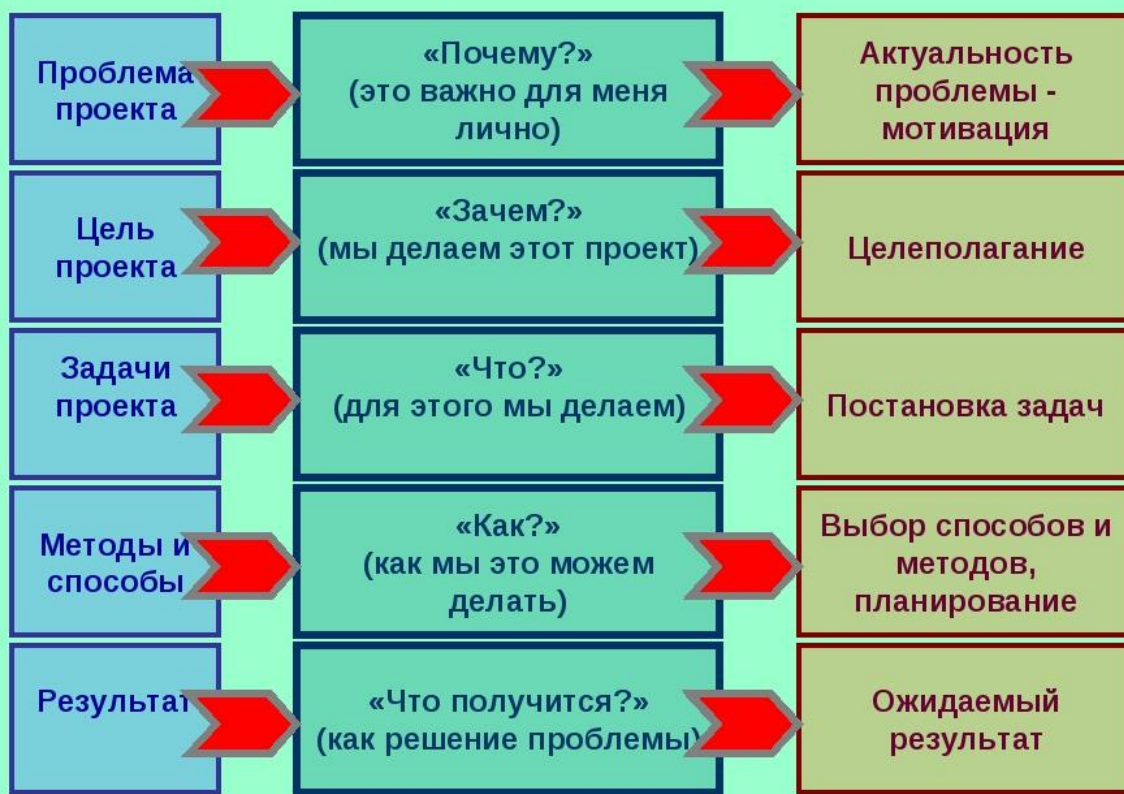 Проблема
проекта
«Почему?»
(это важно для меня
лично)
Актуальность
проблемы -
мотивация
Цель
проекта
«Зачем?»
(мы делаем этот проект)
Целеполагание
Задачи
проекта
«Что?»
(для этого мы делаем)
Постановка задач
Методы и
способы
«Как?»
(как мы это можем
делать)
Выбор способов и
методов,
планирование
Результат
«Что получится?»
(как решение проблемы)
Ожидаемый
результат